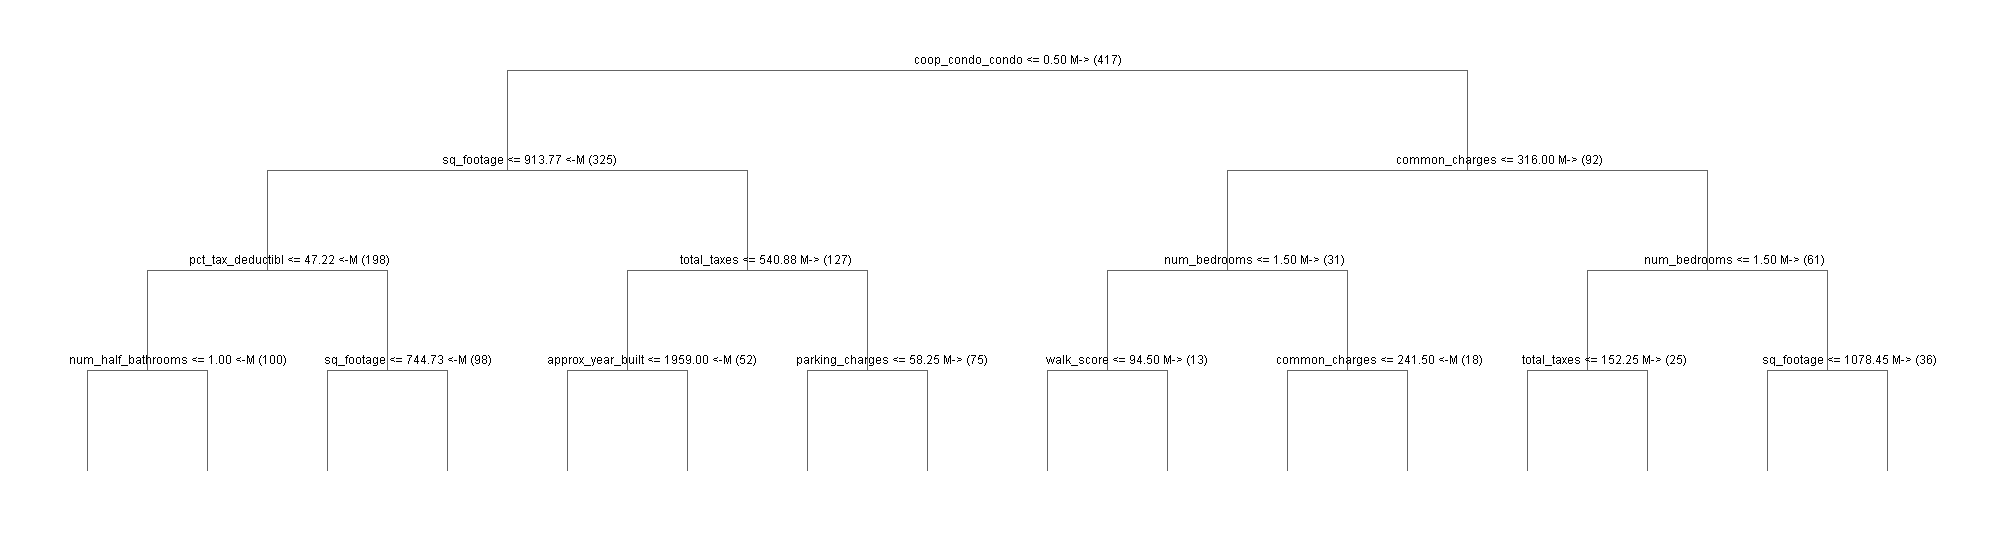 coop_condo_condo <= 0.50 M-> (417)
sq_footage <= 913.77 <-M (325)
common_charges <= 316.00 M-> (92)
pct_tax_deductibl <= 47.22 <-M (198)
total_taxes <= 540.88 M-> (127)
num_bedrooms <= 1.50 M-> (31)
num_bedrooms <= 1.50 M-> (61)
num_half_bathrooms <= 1.00 <-M (100)
sq_footage <= 744.73 <-M (98)
approx_year_built <= 1959.00 <-M (52)
parking_charges <= 58.25 M-> (75)
walk_score <= 94.50 M-> (13)
common_charges <= 241.50 <-M (18)
total_taxes <= 152.25 M-> (25)
sq_footage <= 1078.45 M-> (36)